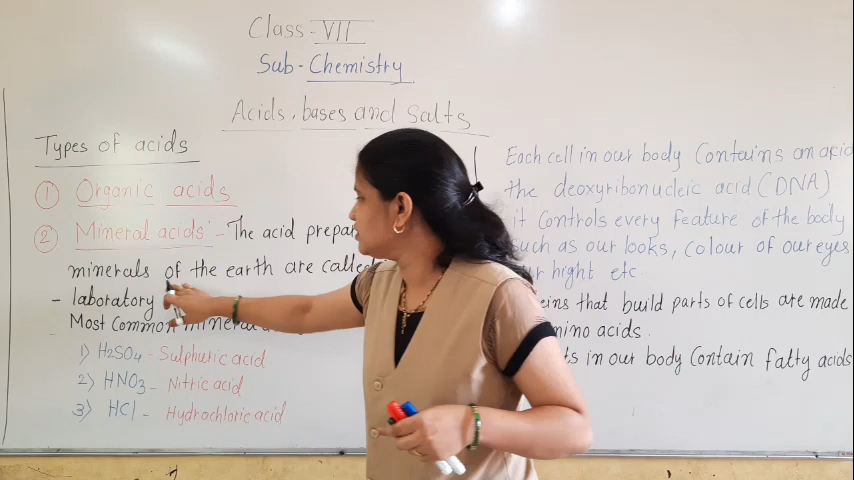 Class - VII
Sub - Chemistry
Acids, bases and salts
Types of acids
① Organic acids
② Mineral acids - The acid prepa
minerals of the earth are calle
- laboratory
Most Common
1) H₂SO₄ - Sulphuric acid
2) HNO₃ - Nitric acid
3) HCl - Hydrochloric acid
Each cell in our body Contains an acid
the deoxyribonucleic acid (DNA)
it Controls every feature of the body
such as our looks, colour of our eyes
hight etc
eins that build parts of cells are made
mino acids.
ts in our body Contain fatty acids